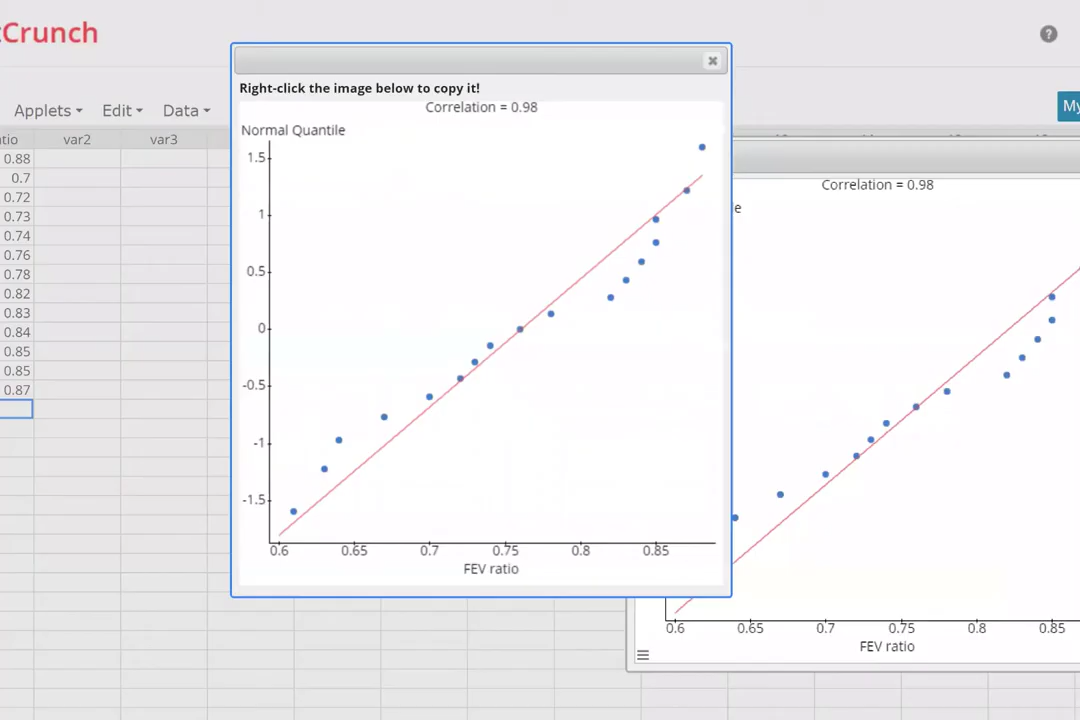 Crunch
Applets Edit Data
My
tio var2 var3
0.88
0.7
0.72
0.73
0.74
0.76
0.78
0.82
0.83
0.84
0.85
0.85
0.87
Right-click the image below to copy it!
Correlation = 0.98
Normal Quantile
1.5
1
0.5
0
-0.5
-1
-1.5
0.6 0.65 0.7 0.75 0.8 0.85
FEV ratio
Correlation = 0.98
e
0.6 0.65 0.7 0.75 0.8 0.85
FEV ratio